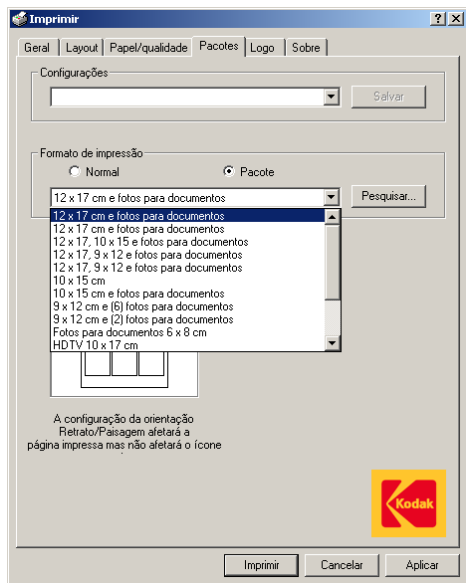 Imprimir
Geral Layout Papel/qualidade Pacotes Logo Sobre
Configurações
Salvar
Formato de impressão
Normal Pacote
12 x 17 cm e fotos para documentos Pesquisar...
12 x 17 cm e fotos para documentos
12 x 17 cm e fotos para documentos
12 x 17, 10 x 15 e fotos para documentos
12 x 17, 9 x 12 e fotos para documentos
12 x 17, 9 x 12 e fotos para documentos
10 x 15 cm
10 x 15 cm e fotos para documentos
9 x 12 cm e (6) fotos para documentos
9 x 12 cm e (2) fotos para documentos
Fotos para documentos 6 x 8 cm
HDTV 10 x 17 cm
A configuração da orientação
Retrato/Paisagem afetará a
página impressa mas não afetará o ícone
Kodak
Imprimir Cancelar Aplicar